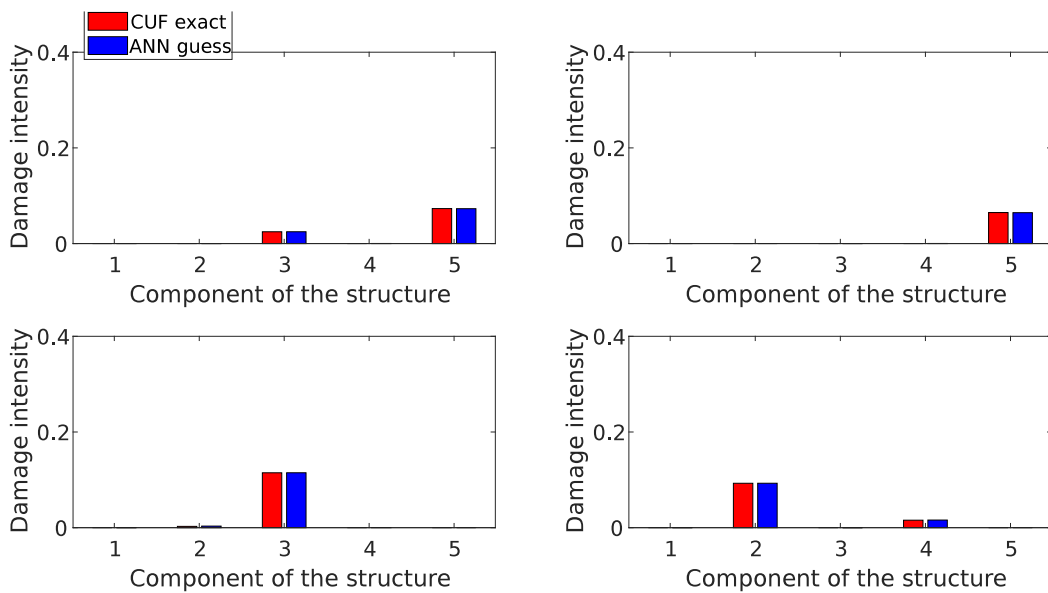 CUF exact
ANN guess
Damage intensity
0.4
0.2
0
1 2 3 4 5
Component of the structure
Damage intensity
0.4
0.2
0
1 2 3 4 5
Component of the structure
Damage intensity
0.4
0.2
0
1 2 3 4 5
Component of the structure
Damage intensity
0.4
0.2
0
1 2 3 4 5
Component of the structure